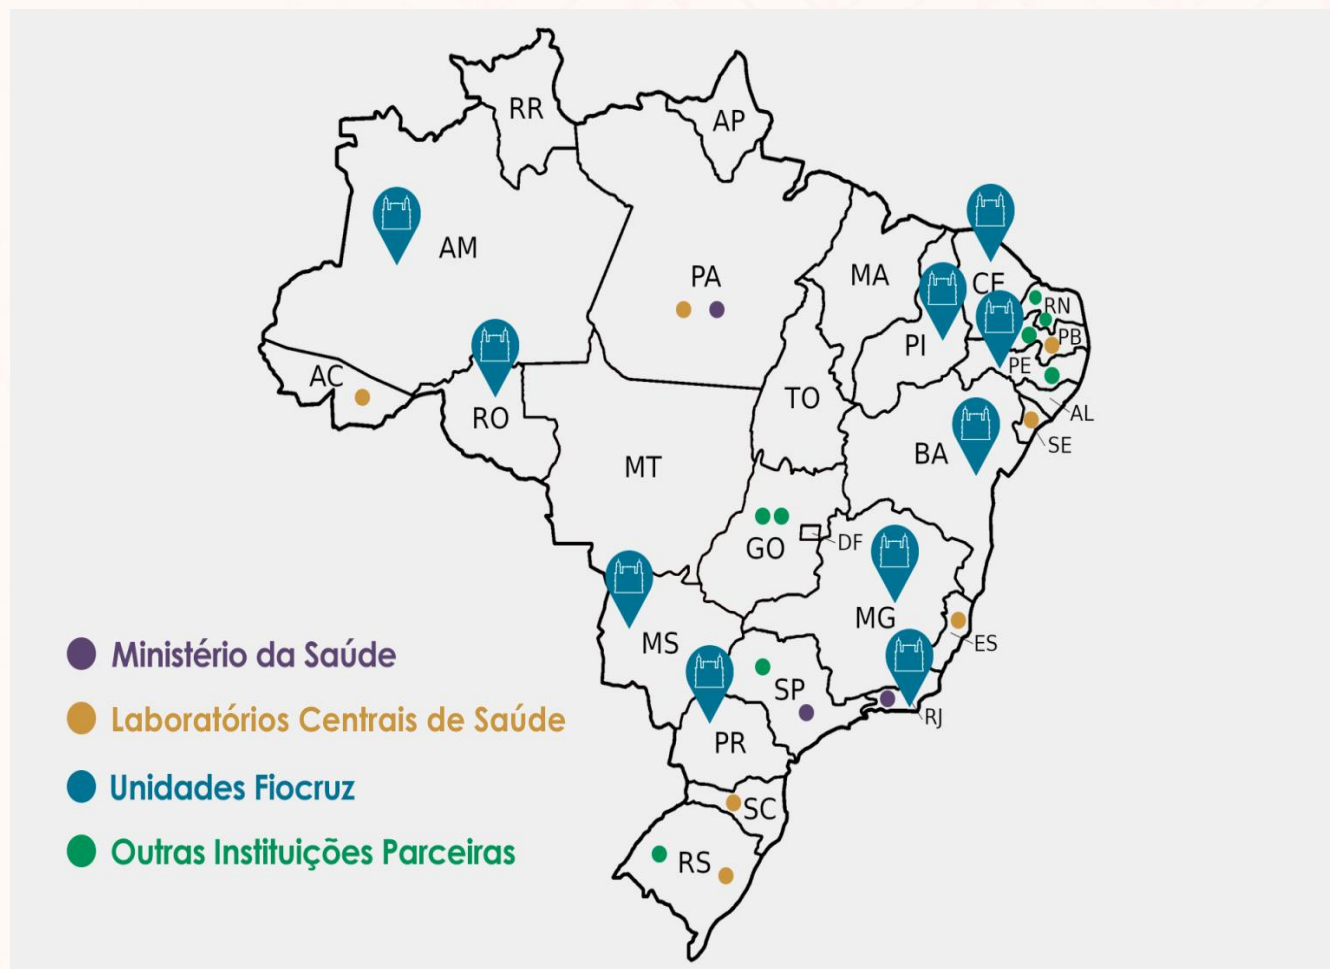 RR
AP
AM
PA
MA
CE
RN
PB
PI
PE
AC
TO
AL
RO
SE
BA
MT
GO
DF
MG
ES
MS
SP
RJ
PR
SC
RS
Ministério da Saúde
Laboratórios Centrais de Saúde
Unidades Fiocruz
Outras Instituições Parceiras